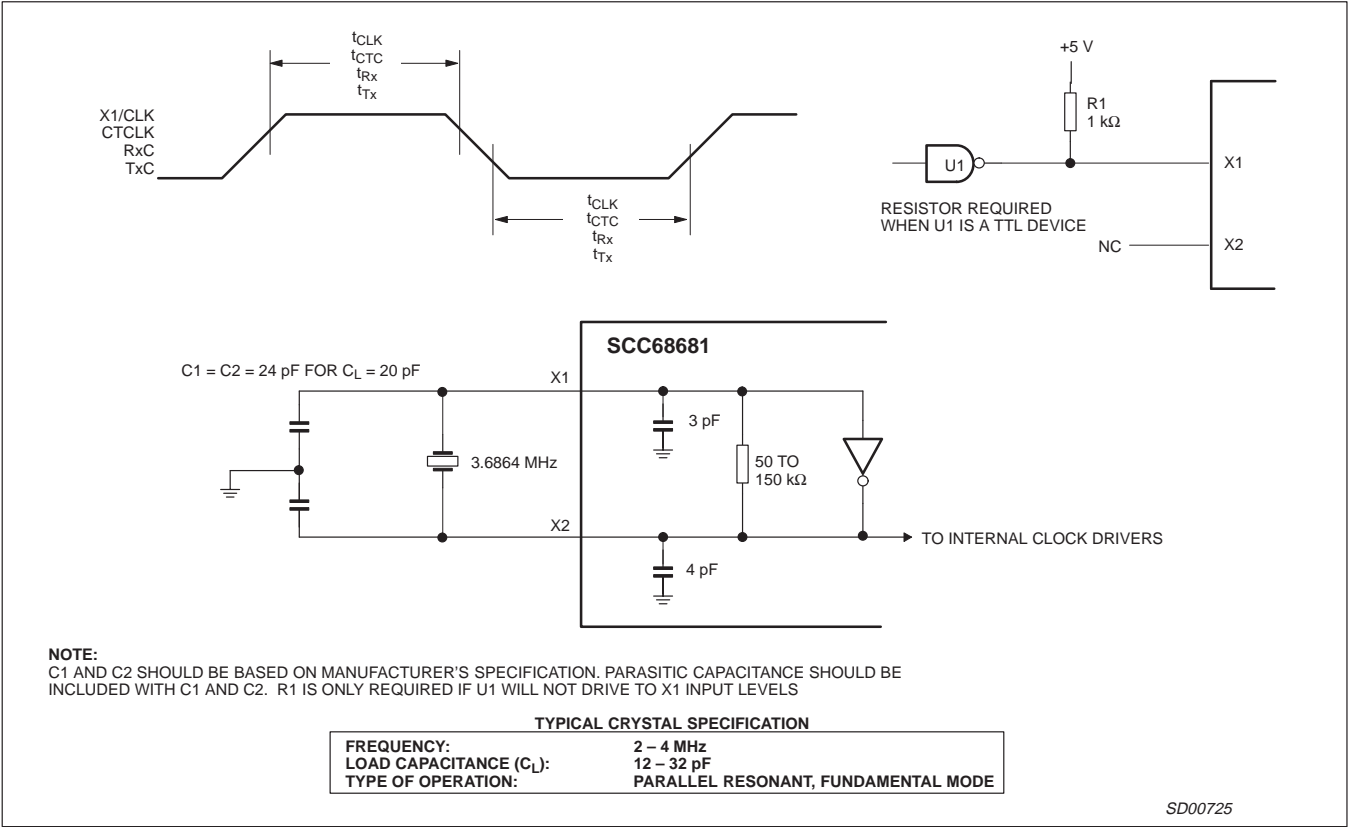 tCLK
tCTC
tRx
tTx
X1/CLK
CTCLK
RxC
TxC
tCLK
tCTC
tRx
tTx
+5 V
R1
1 kΩ
U1
X1
RESISTOR REQUIRED
WHEN U1 IS A TTL DEVICE
NC
X2
SCC68681
C1 = C2 = 24 pF FOR CL = 20 pF
X1
3 pF
3.6864 MHz
50 TO
150 kΩ
X2
TO INTERNAL CLOCK DRIVERS
4 pF
NOTE:
C1 AND C2 SHOULD BE BASED ON MANUFACTURER'S SPECIFICATION. PARASITIC CAPACITANCE SHOULD BE
INCLUDED WITH C1 AND C2. R1 IS ONLY REQUIRED IF U1 WILL NOT DRIVE TO X1 INPUT LEVELS
TYPICAL CRYSTAL SPECIFICATION
FREQUENCY: 2 – 4 MHz
LOAD CAPACITANCE (CL): 12 – 32 pF
TYPE OF OPERATION: PARALLEL RESONANT, FUNDAMENTAL MODE
SD00725